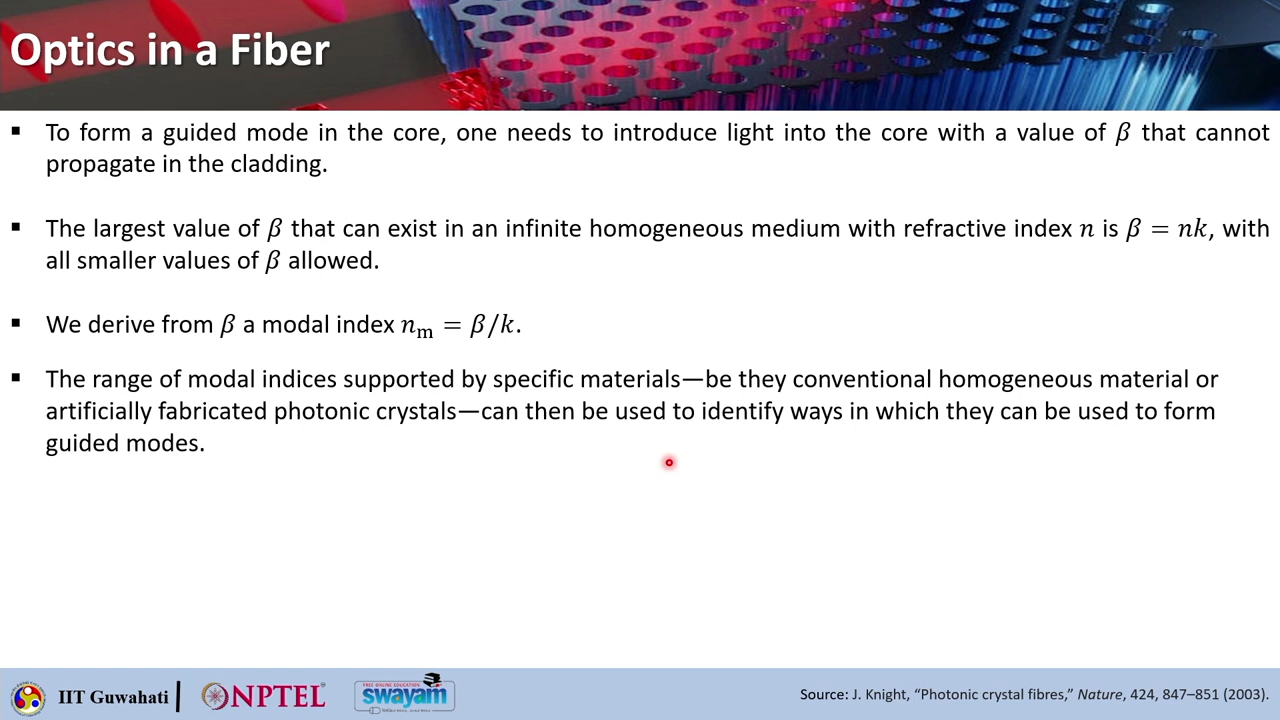 Optics in a Fiber
▪ To form a guided mode in the core, one needs to introduce light into the core with a value of β that cannot
propagate in the cladding.
▪ The largest value of β that can exist in an infinite homogeneous medium with refractive index n is β = nk, with
all smaller values of β allowed.
▪ We derive from β a modal index nₘ = β/k.
▪ The range of modal indices supported by specific materials—be they conventional homogeneous material or
artificially fabricated photonic crystals—can then be used to identify ways in which they can be used to form
guided modes.
IIT Guwahati
NPTEL
FREE ONLINE EDUCATION
swayam
Source: J. Knight, “Photonic crystal fibres,” Nature, 424, 847–851 (2003).